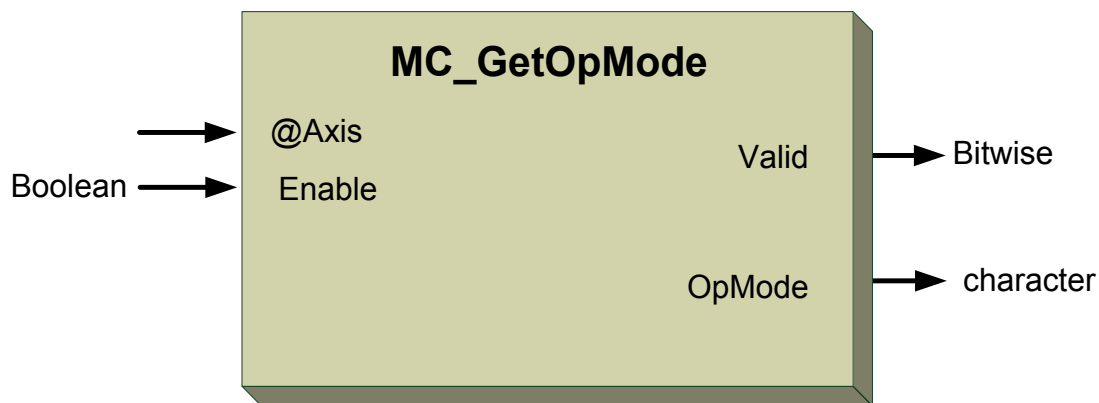 MC_GetOpMode
@Axis
Valid
Bitwise
Boolean
Enable
OpMode
character